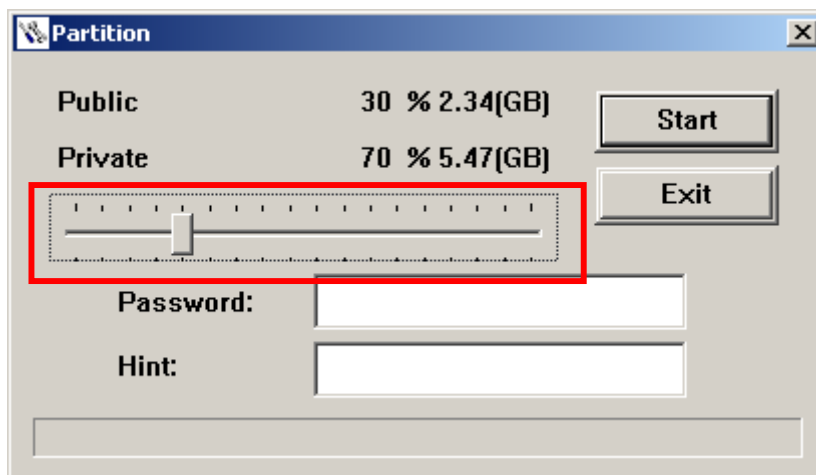 Partition
Public 30 % 2.34(GB)
Start
Private 70 % 5.47(GB)
Exit
Password:
Hint: